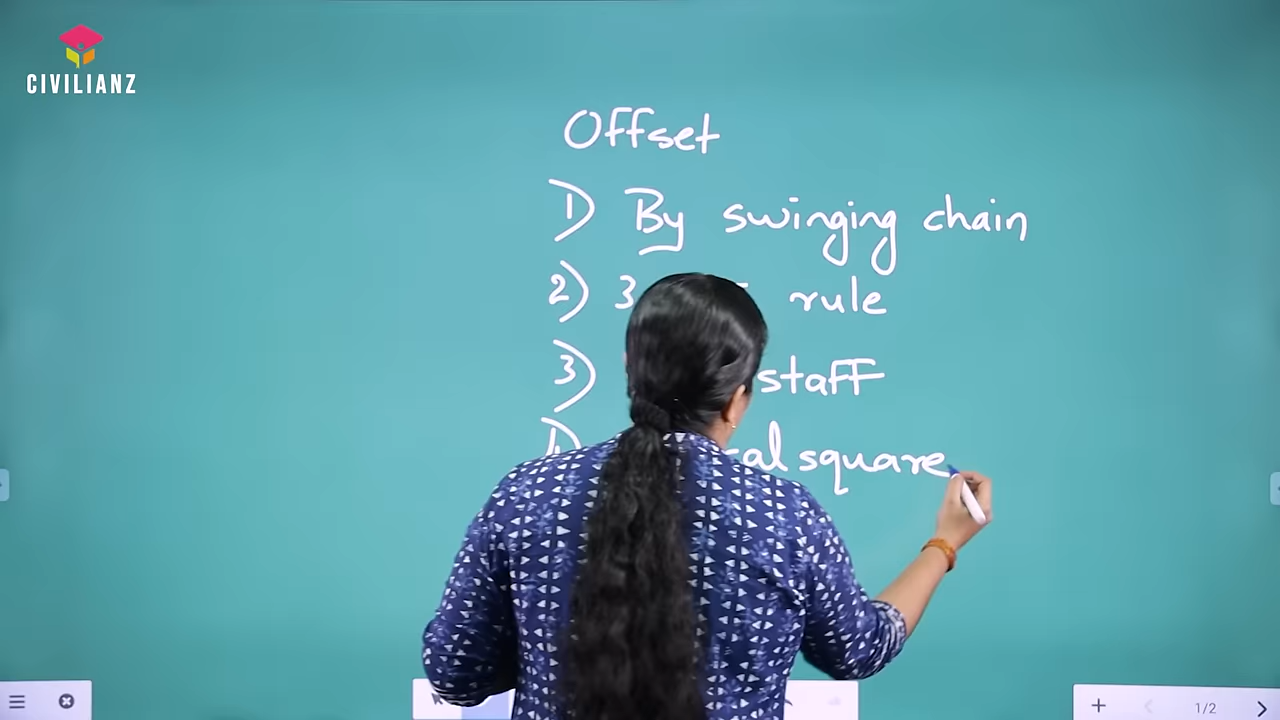 CIVILIANZ
Offset
1) By swinging chain
2) 3 rule
3) staff
square
1/2